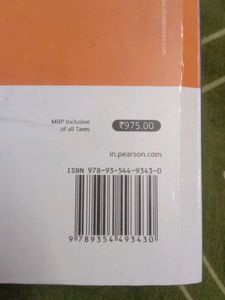 MRP Inclusive
of all Taxes
₹975.00
in.pearson.com
ISBN 978-93-544-9343-0
9 789354 493430